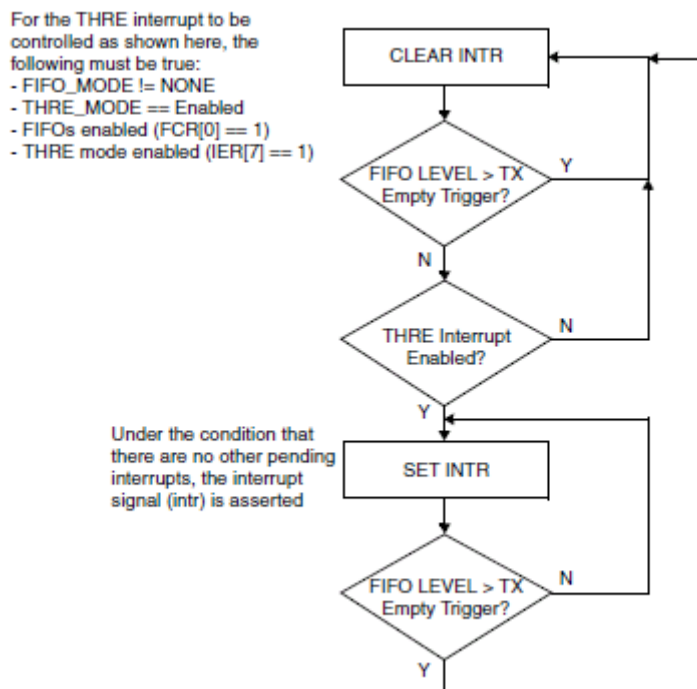 For the THRE interrupt to be
controlled as shown here, the
following must be true:
- FIFO_MODE != NONE
- THRE_MODE == Enabled
- FIFOs enabled (FCR[0] == 1)
- THRE mode enabled (IER[7] == 1)
CLEAR INTR
FIFO LEVEL > TX
Empty Trigger?
Y
N
THRE Interrupt
Enabled?
N
Y
Under the condition that
there are no other pending
interrupts, the interrupt
signal (intr) is asserted
SET INTR
FIFO LEVEL > TX
Empty Trigger?
N
Y